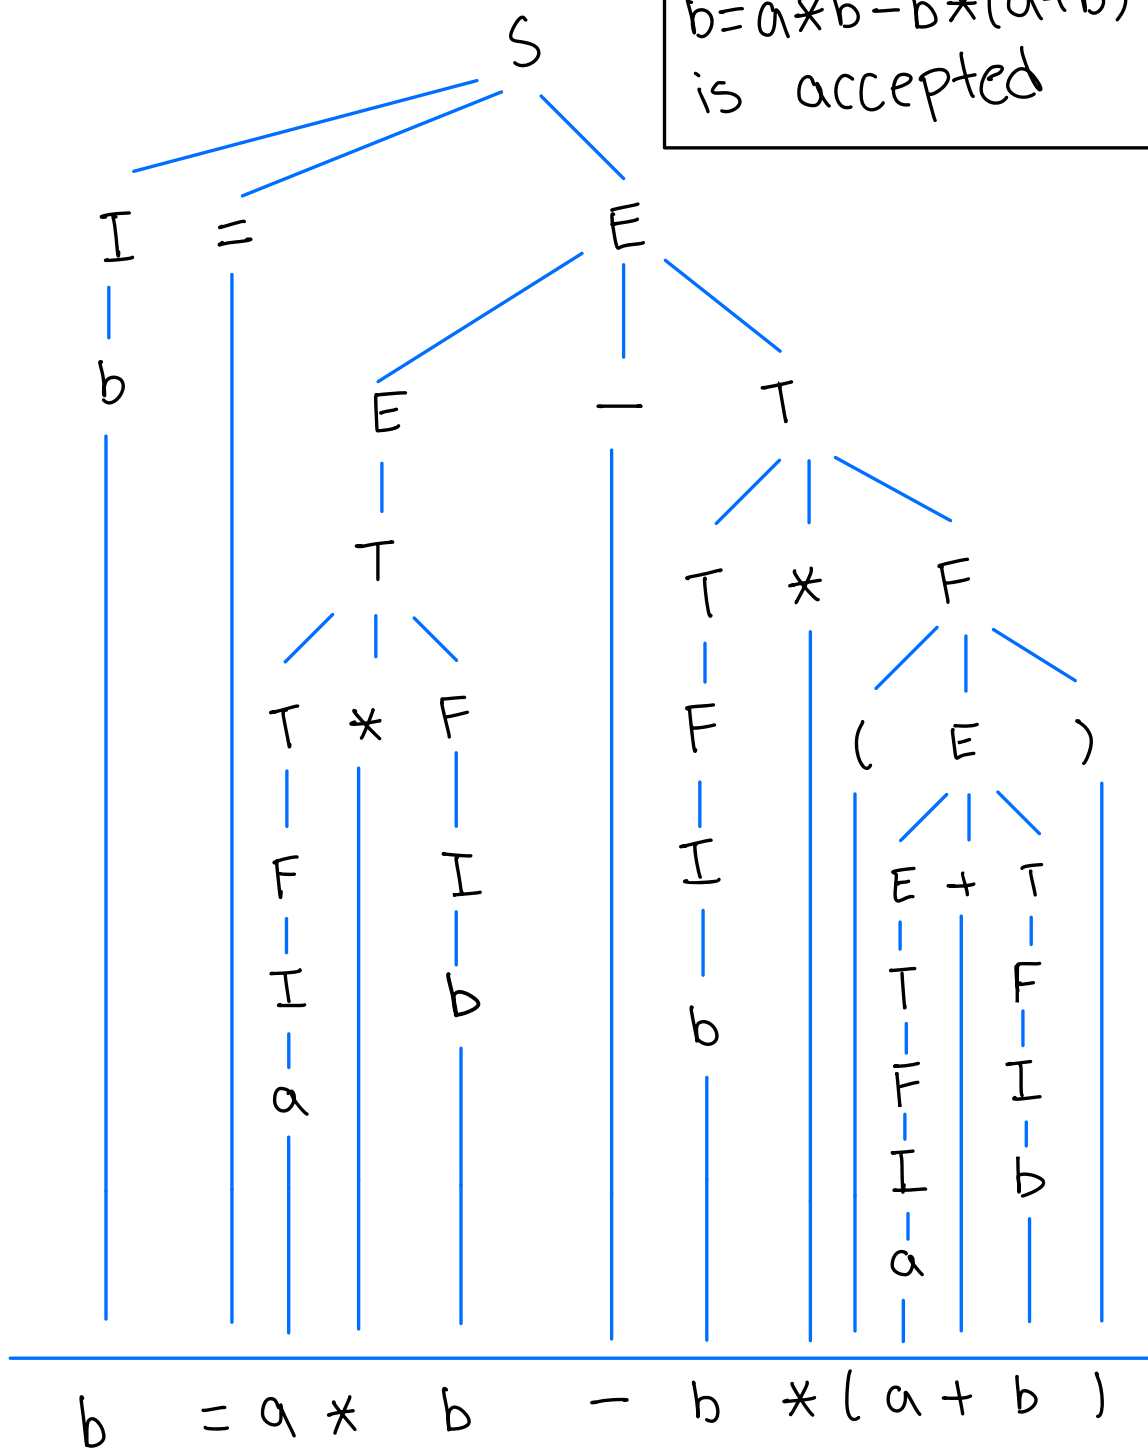 b=a*b-b*(a+b)
is accepted
S
I = E
b
E - T
T
T * F
T * F
F
( E )
F I
I
E + T
I b
b
T F
a
F I
I b
a
b = a * b - b * ( a + b )